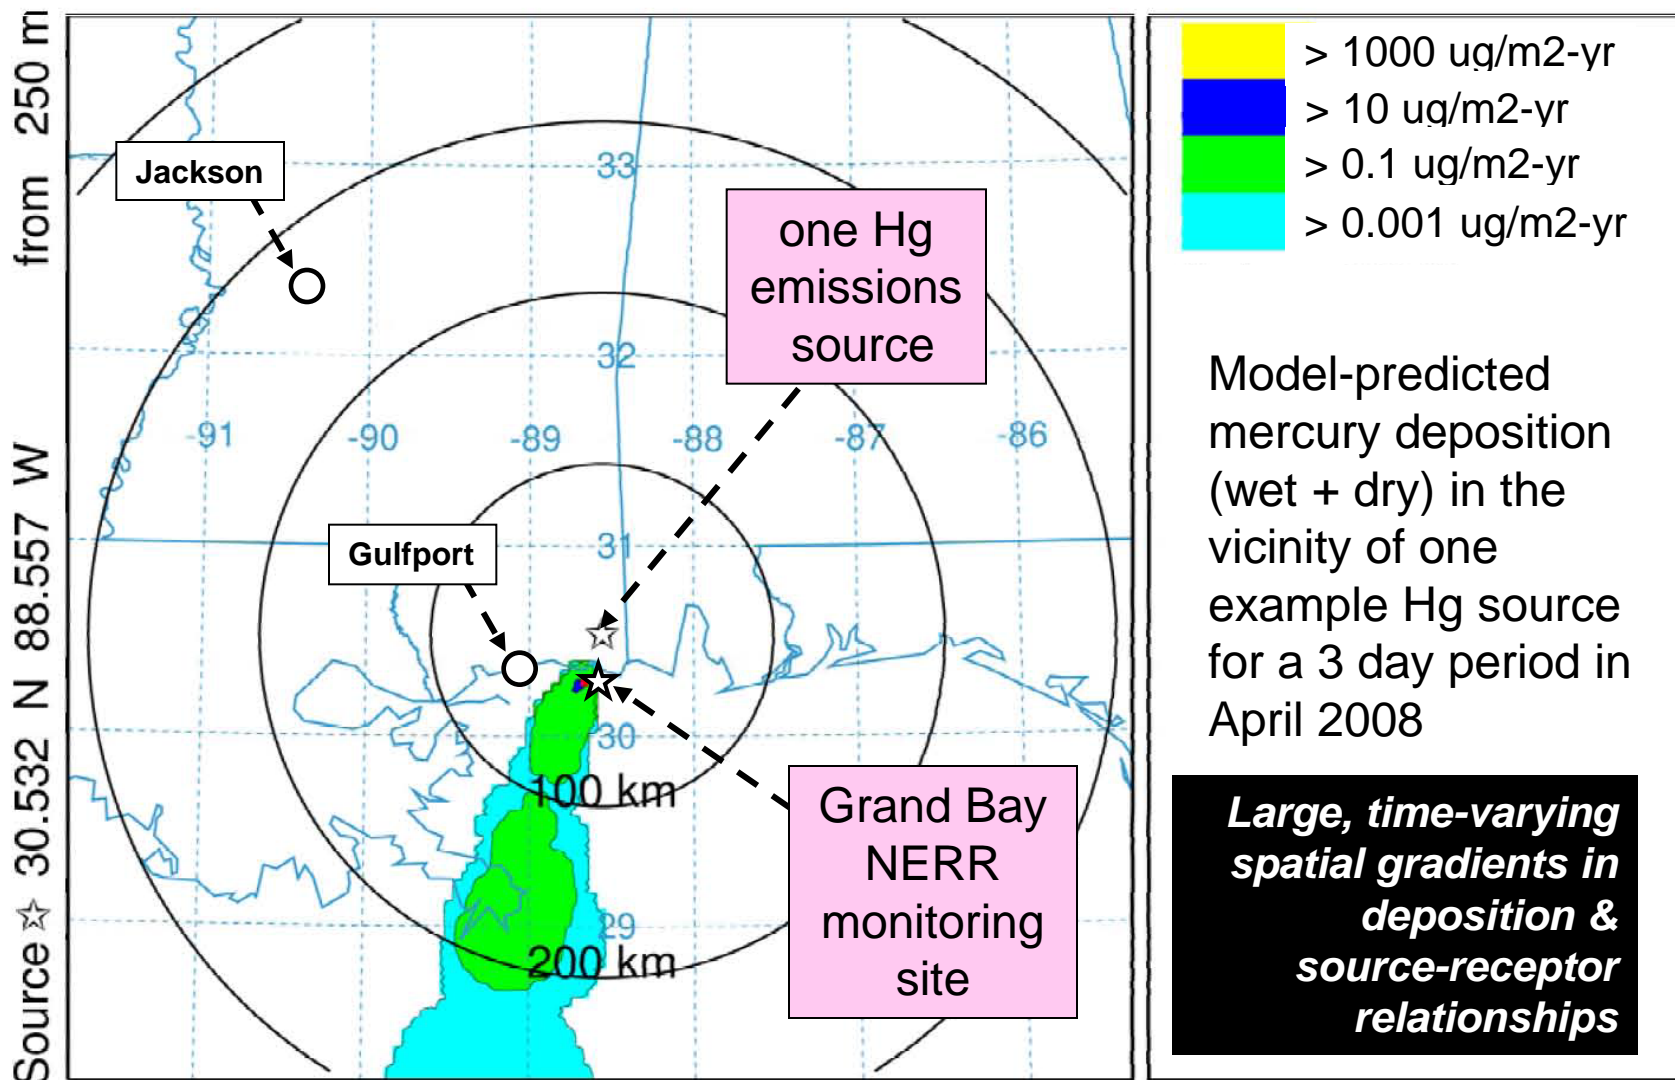 Source ☆ 30.532 N 88.557 W from 250 m
Jackson
33
one Hg
emissions
source
32
-91
-90
-89
-88
-87
-86
Gulfport
31
30
100 km
Grand Bay
NERR
monitoring
site
29
200 km
> 1000 ug/m2-yr
> 10 ug/m2-yr
> 0.1 ug/m2-yr
> 0.001 ug/m2-yr
Model-predicted
mercury deposition
(wet + dry) in the
vicinity of one
example Hg source
for a 3 day period in
April 2008
Large, time-varying
spatial gradients in
deposition &
source-receptor
relationships